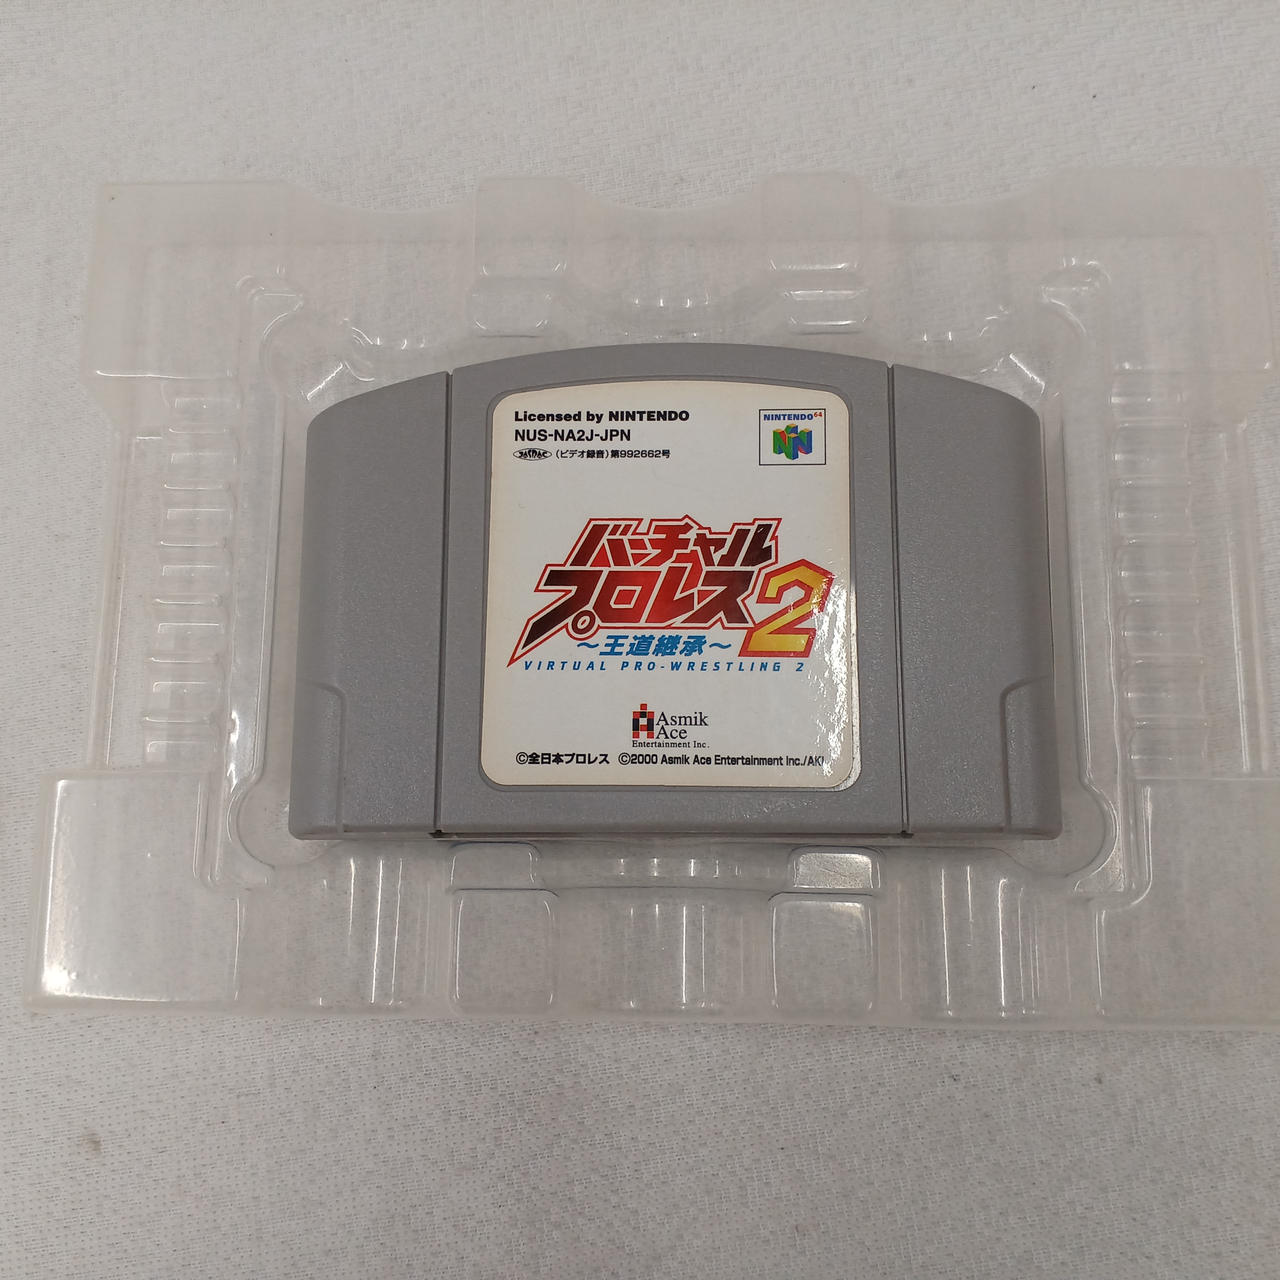 Licensed by NINTENDO
NUS-NA2J-JPN
JASRAC (ビデオ録音)第992662号
NINTENDO64
バーチャル
プロレス2
～王道継承～
VIRTUAL PRO-WRESTLING 2
Asmik
Ace
Entertainment Inc.
©全日本プロレス ©2000 Asmik Ace Entertainment Inc./AKI